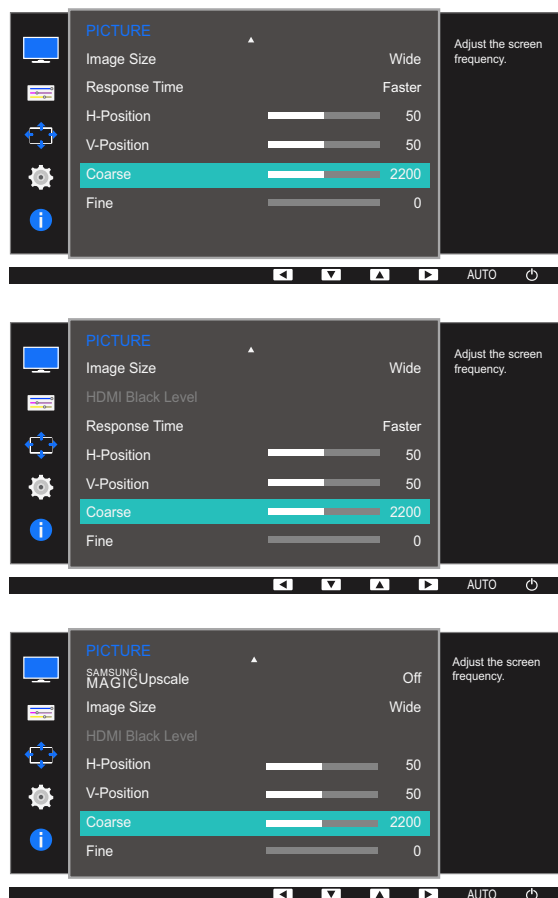 PICTURE
Image Size Wide
Response Time Faster
H-Position 50
V-Position 50
Coarse 2200
Fine 0
Adjust the screen
frequency.
AUTO
PICTURE
Image Size Wide
HDMI Black Level
Response Time Faster
H-Position 50
V-Position 50
Coarse 2200
Fine 0
Adjust the screen
frequency.
AUTO
PICTURE
SAMSUNG
MAGICUpscale Off
Image Size Wide
HDMI Black Level
H-Position 50
V-Position 50
Coarse 2200
Fine 0
Adjust the screen
frequency.
AUTO